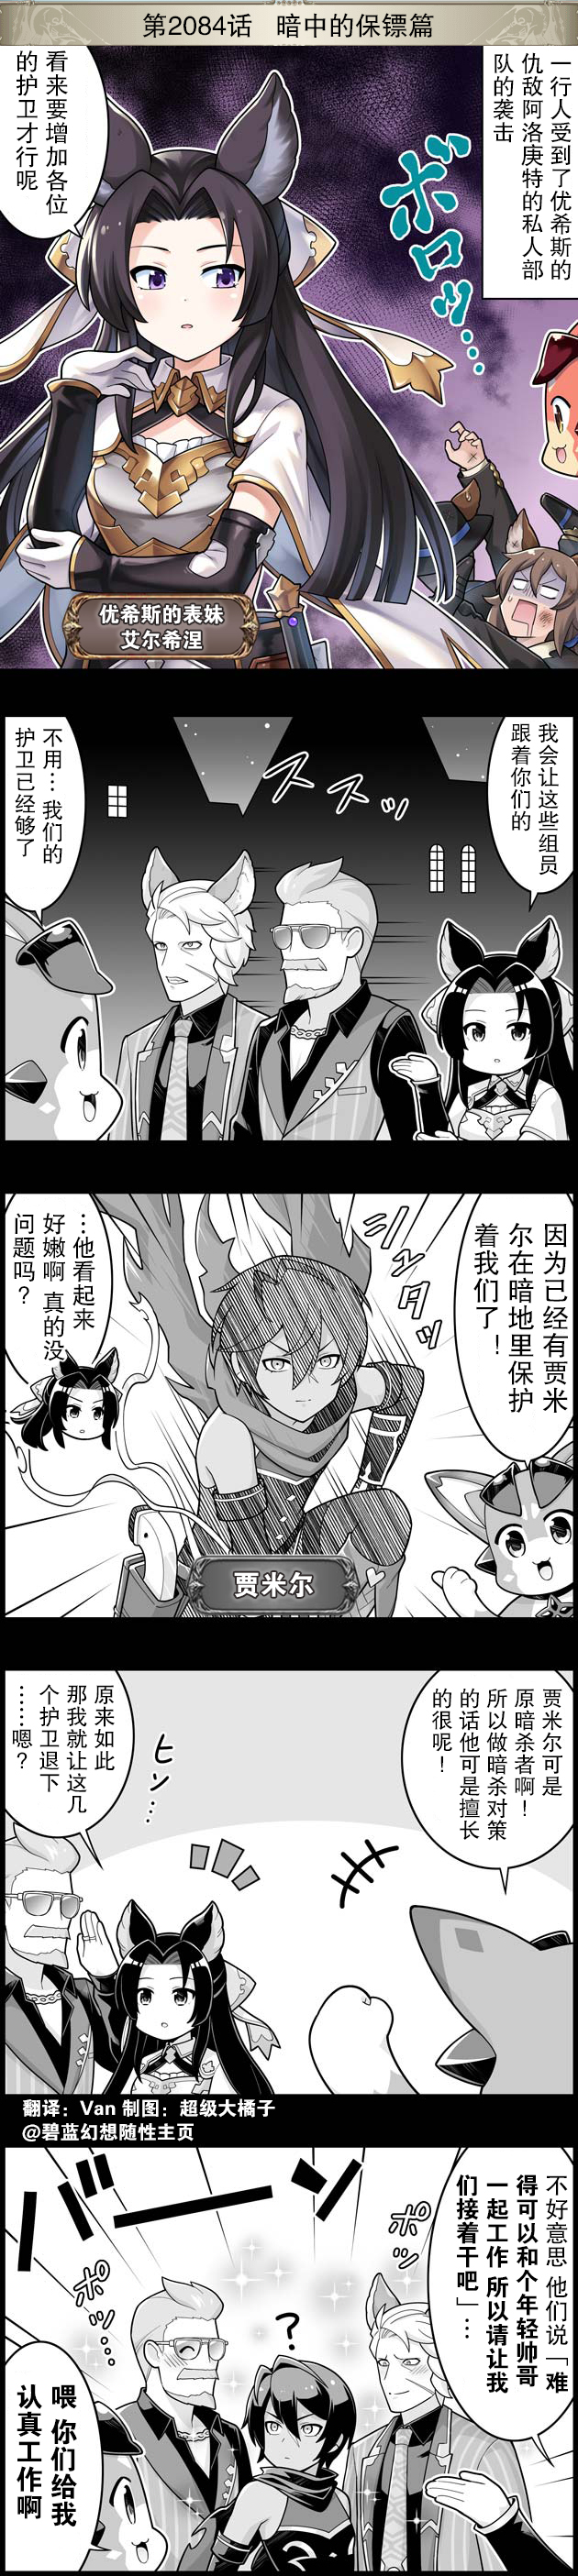 第2084话　暗中的保镖篇
一行人受到了优希斯的
仇敌阿洛庚特的私人部
队的袭击
ボロッ…
看来要增加各位
的护卫才行呢
优希斯的表妹
艾尔希涅
我会让这些组员
跟着你们的
スススッ
不用…我们的
护卫已经够了
因为已经有贾米
尔在暗地里保护
着我们了！
シュタッ
…他看起来
好嫩啊 真的没
问题吗？
贾米尔
贾米尔可是
原暗杀者啊！
所以做暗杀对策
的话他可是擅长
的很呢！
原来如此
那我就让这几
个护卫退下
……嗯？
ヒソ…
翻译：Van 制图：超级大橘子
@碧蓝幻想随性主页
不好意思 他们说「难
得可以和个年轻帅哥
一起工作 所以请让我
们接着干吧」…
ポッ…
ポッ…
？
喂 你们给我
认真工作啊